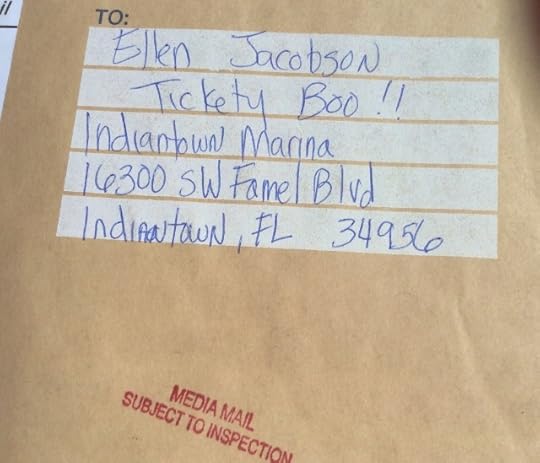 il
TO:
Ellen Jacobson
Tickety Boo!!
Indiantown Marina
16300 SW Famel Blvd
Indiantown, FL 34956
MEDIA MAIL
SUBJECT TO INSPECTION